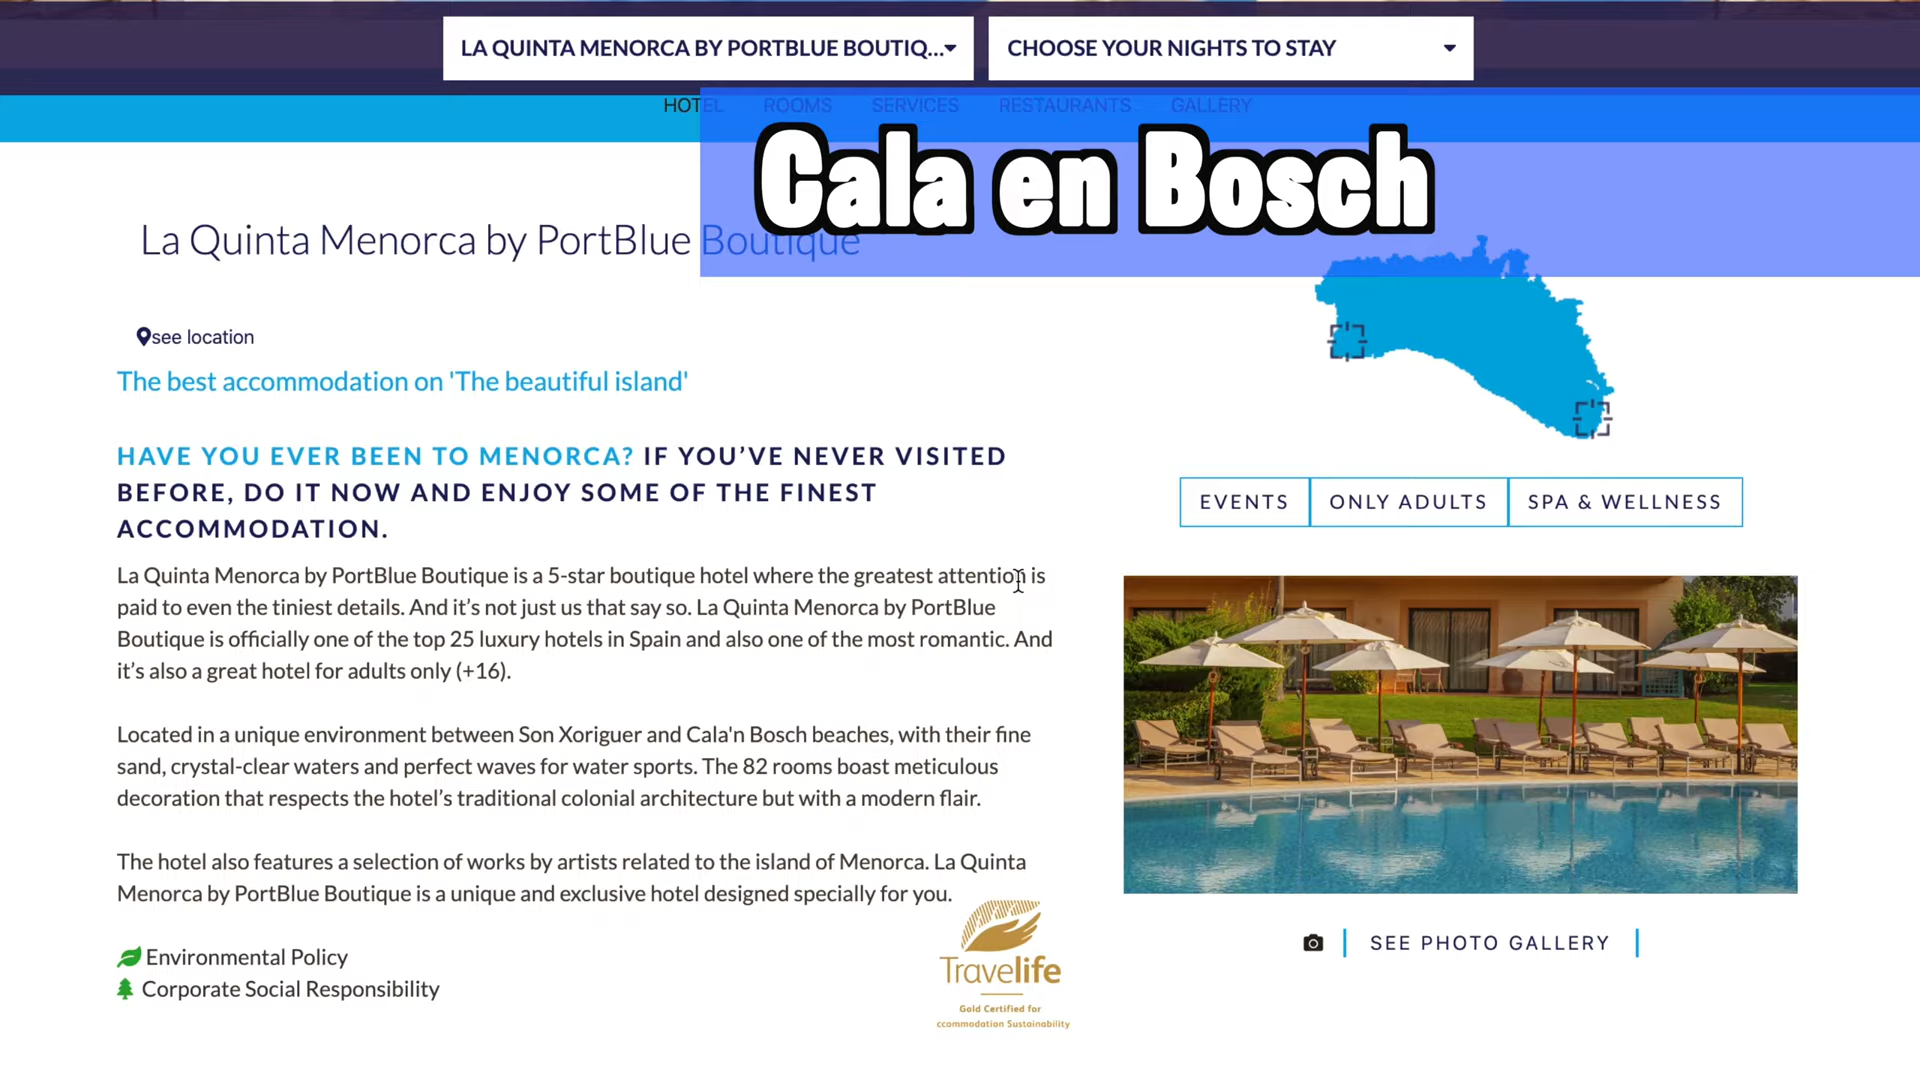 LA QUINTA MENORCA BY PORTBLUE BOUTIQ...
CHOOSE YOUR NIGHTS TO STAY
HOTEL ROOMS SERVICES RESTAURANTS GALLERY
Cala en Bosch
La Quinta Menorca by PortBlue Boutique
see location
The best accommodation on 'The beautiful island'
HAVE YOU EVER BEEN TO MENORCA? IF YOU’VE NEVER VISITED
BEFORE, DO IT NOW AND ENJOY SOME OF THE FINEST
ACCOMMODATION.
La Quinta Menorca by PortBlue Boutique is a 5-star boutique hotel where the greatest attention is
paid to even the tiniest details. And it’s not just us that say so. La Quinta Menorca by PortBlue
Boutique is officially one of the top 25 luxury hotels in Spain and also one of the most romantic. And
it’s also a great hotel for adults only (+16).
Located in a unique environment between Son Xoriguer and Cala'n Bosch beaches, with their fine
sand, crystal-clear waters and perfect waves for water sports. The 82 rooms boast meticulous
decoration that respects the hotel’s traditional colonial architecture but with a modern flair.
The hotel also features a selection of works by artists related to the island of Menorca. La Quinta
Menorca by PortBlue Boutique is a unique and exclusive hotel designed specially for you.
Environmental Policy
Corporate Social Responsibility
Travelife
Gold Certified for
ccommodation Sustainability
EVENTS
ONLY ADULTS
SPA & WELLNESS
SEE PHOTO GALLERY